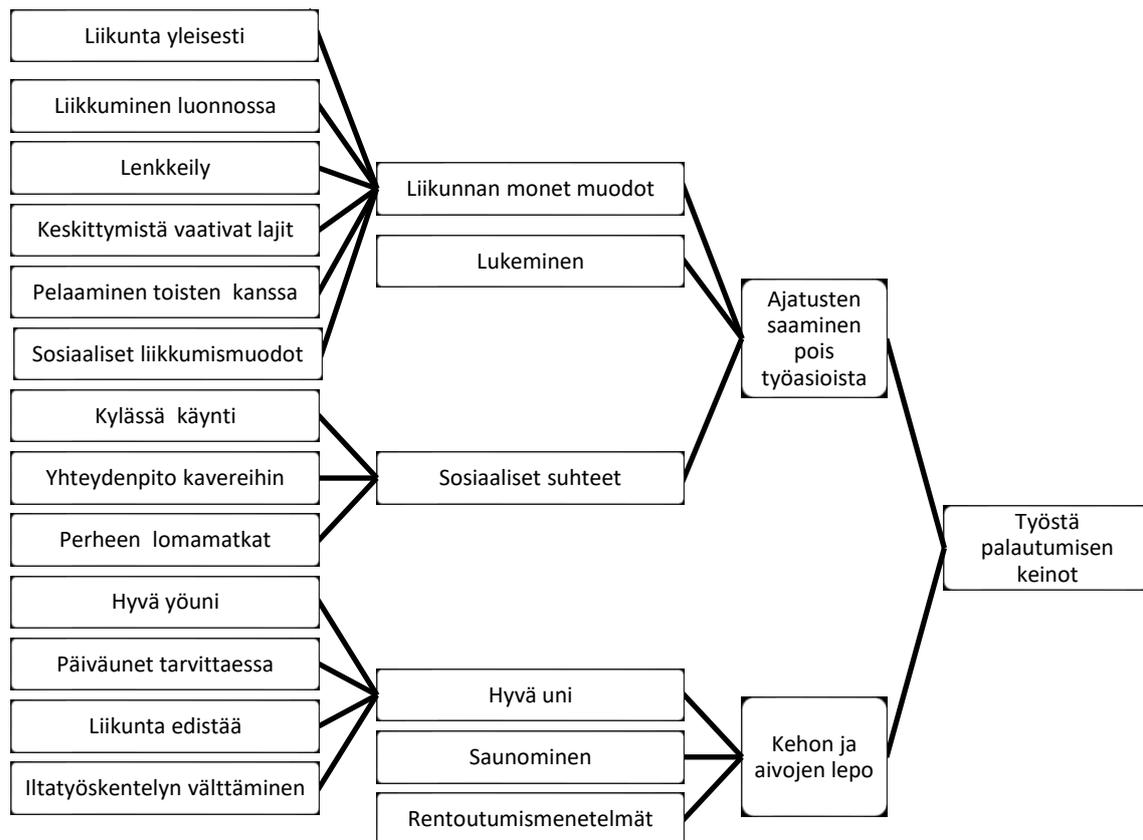 Liikunta yleisesti
Liikkuminen luonnossa
Lenkkeily
Keskittymistä vaativat lajit
Pelaaminen toisten  kanssa
Sosiaaliset liikkumismuodot
Kylässä  käynti
Yhteydenpito kavereihin
Perheen  lomamatkat
Hyvä yöuni
Päiväunet tarvittaessa
Liikunta edistää
Iltatyöskentelyn välttäminen
Liikunnan monet muodot
Lukeminen
Sosiaaliset suhteet
Hyvä uni
Saunominen
Rentoutumismenetelmät
Ajatusten
saaminen
pois
työasioista
Kehon ja
aivojen lepo
Työstä
palautumisen
keinot